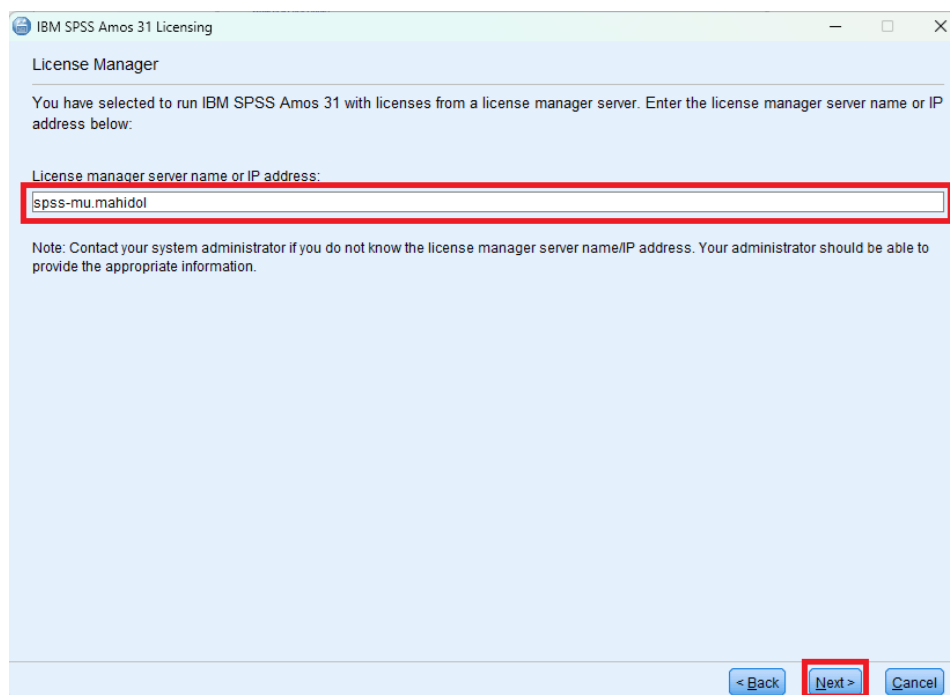 IBM SPSS Amos 31 Licensing
License Manager
You have selected to run IBM SPSS Amos 31 with licenses from a license manager server. Enter the license manager server name or IP
address below:
License manager server name or IP address:
spss-mu.mahidol
Note: Contact your system administrator if you do not know the license manager server name/IP address. Your administrator should be able to
provide the appropriate information.
< Back Next > Cancel